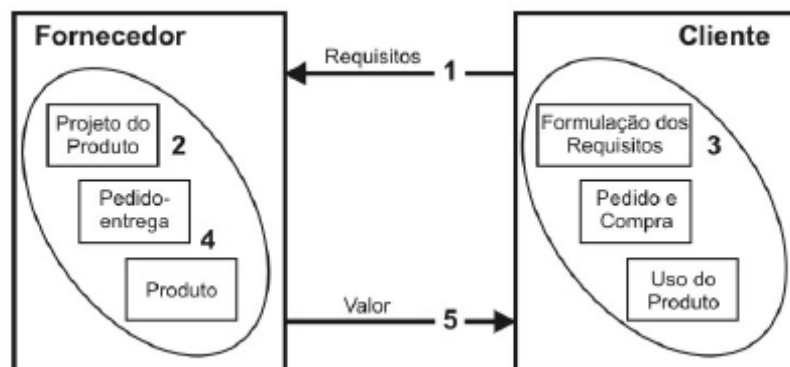 Fornecedor
Projeto do
Produto
2
Pedido-
entrega
4
Produto
Requisitos
1
Valor
5
Cliente
Formulação dos
Requisitos
3
Pedido e
Compra
Uso do
Produto